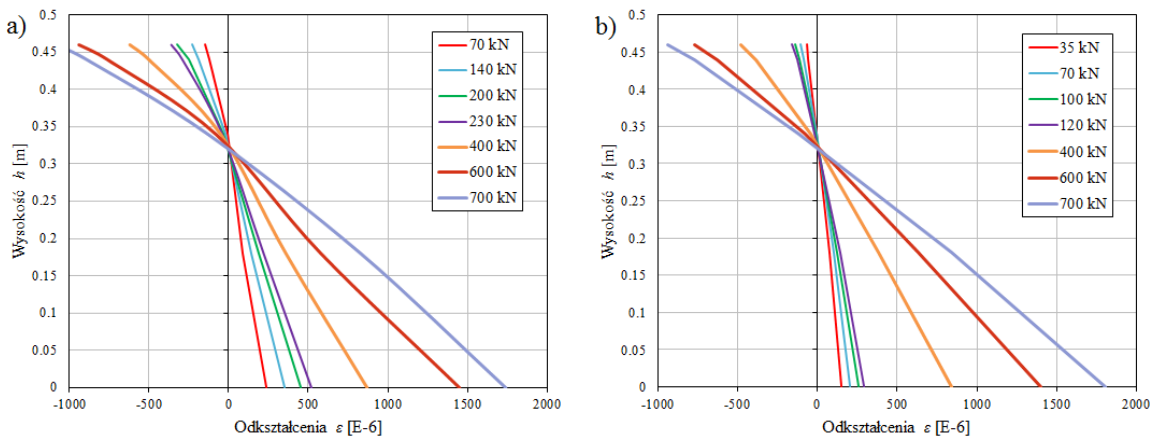 a)
0.5
0.45
0.4
0.35
0.3
0.25
0.2
0.15
0.1
0.05
0
Wysokość h [m]
-1000 -500 0 500 1000 1500 2000
Odkształcenia ε [E-6]
70 kN
140 kN
200 kN
230 kN
400 kN
600 kN
700 kN
b)
0.5
0.45
0.4
0.35
0.3
0.25
0.2
0.15
0.1
0.05
0
Wysokość h [m]
-1000 -500 0 500 1000 1500 2000
Odkształcenia ε [E-6]
35 kN
70 kN
100 kN
120 kN
400 kN
600 kN
700 kN